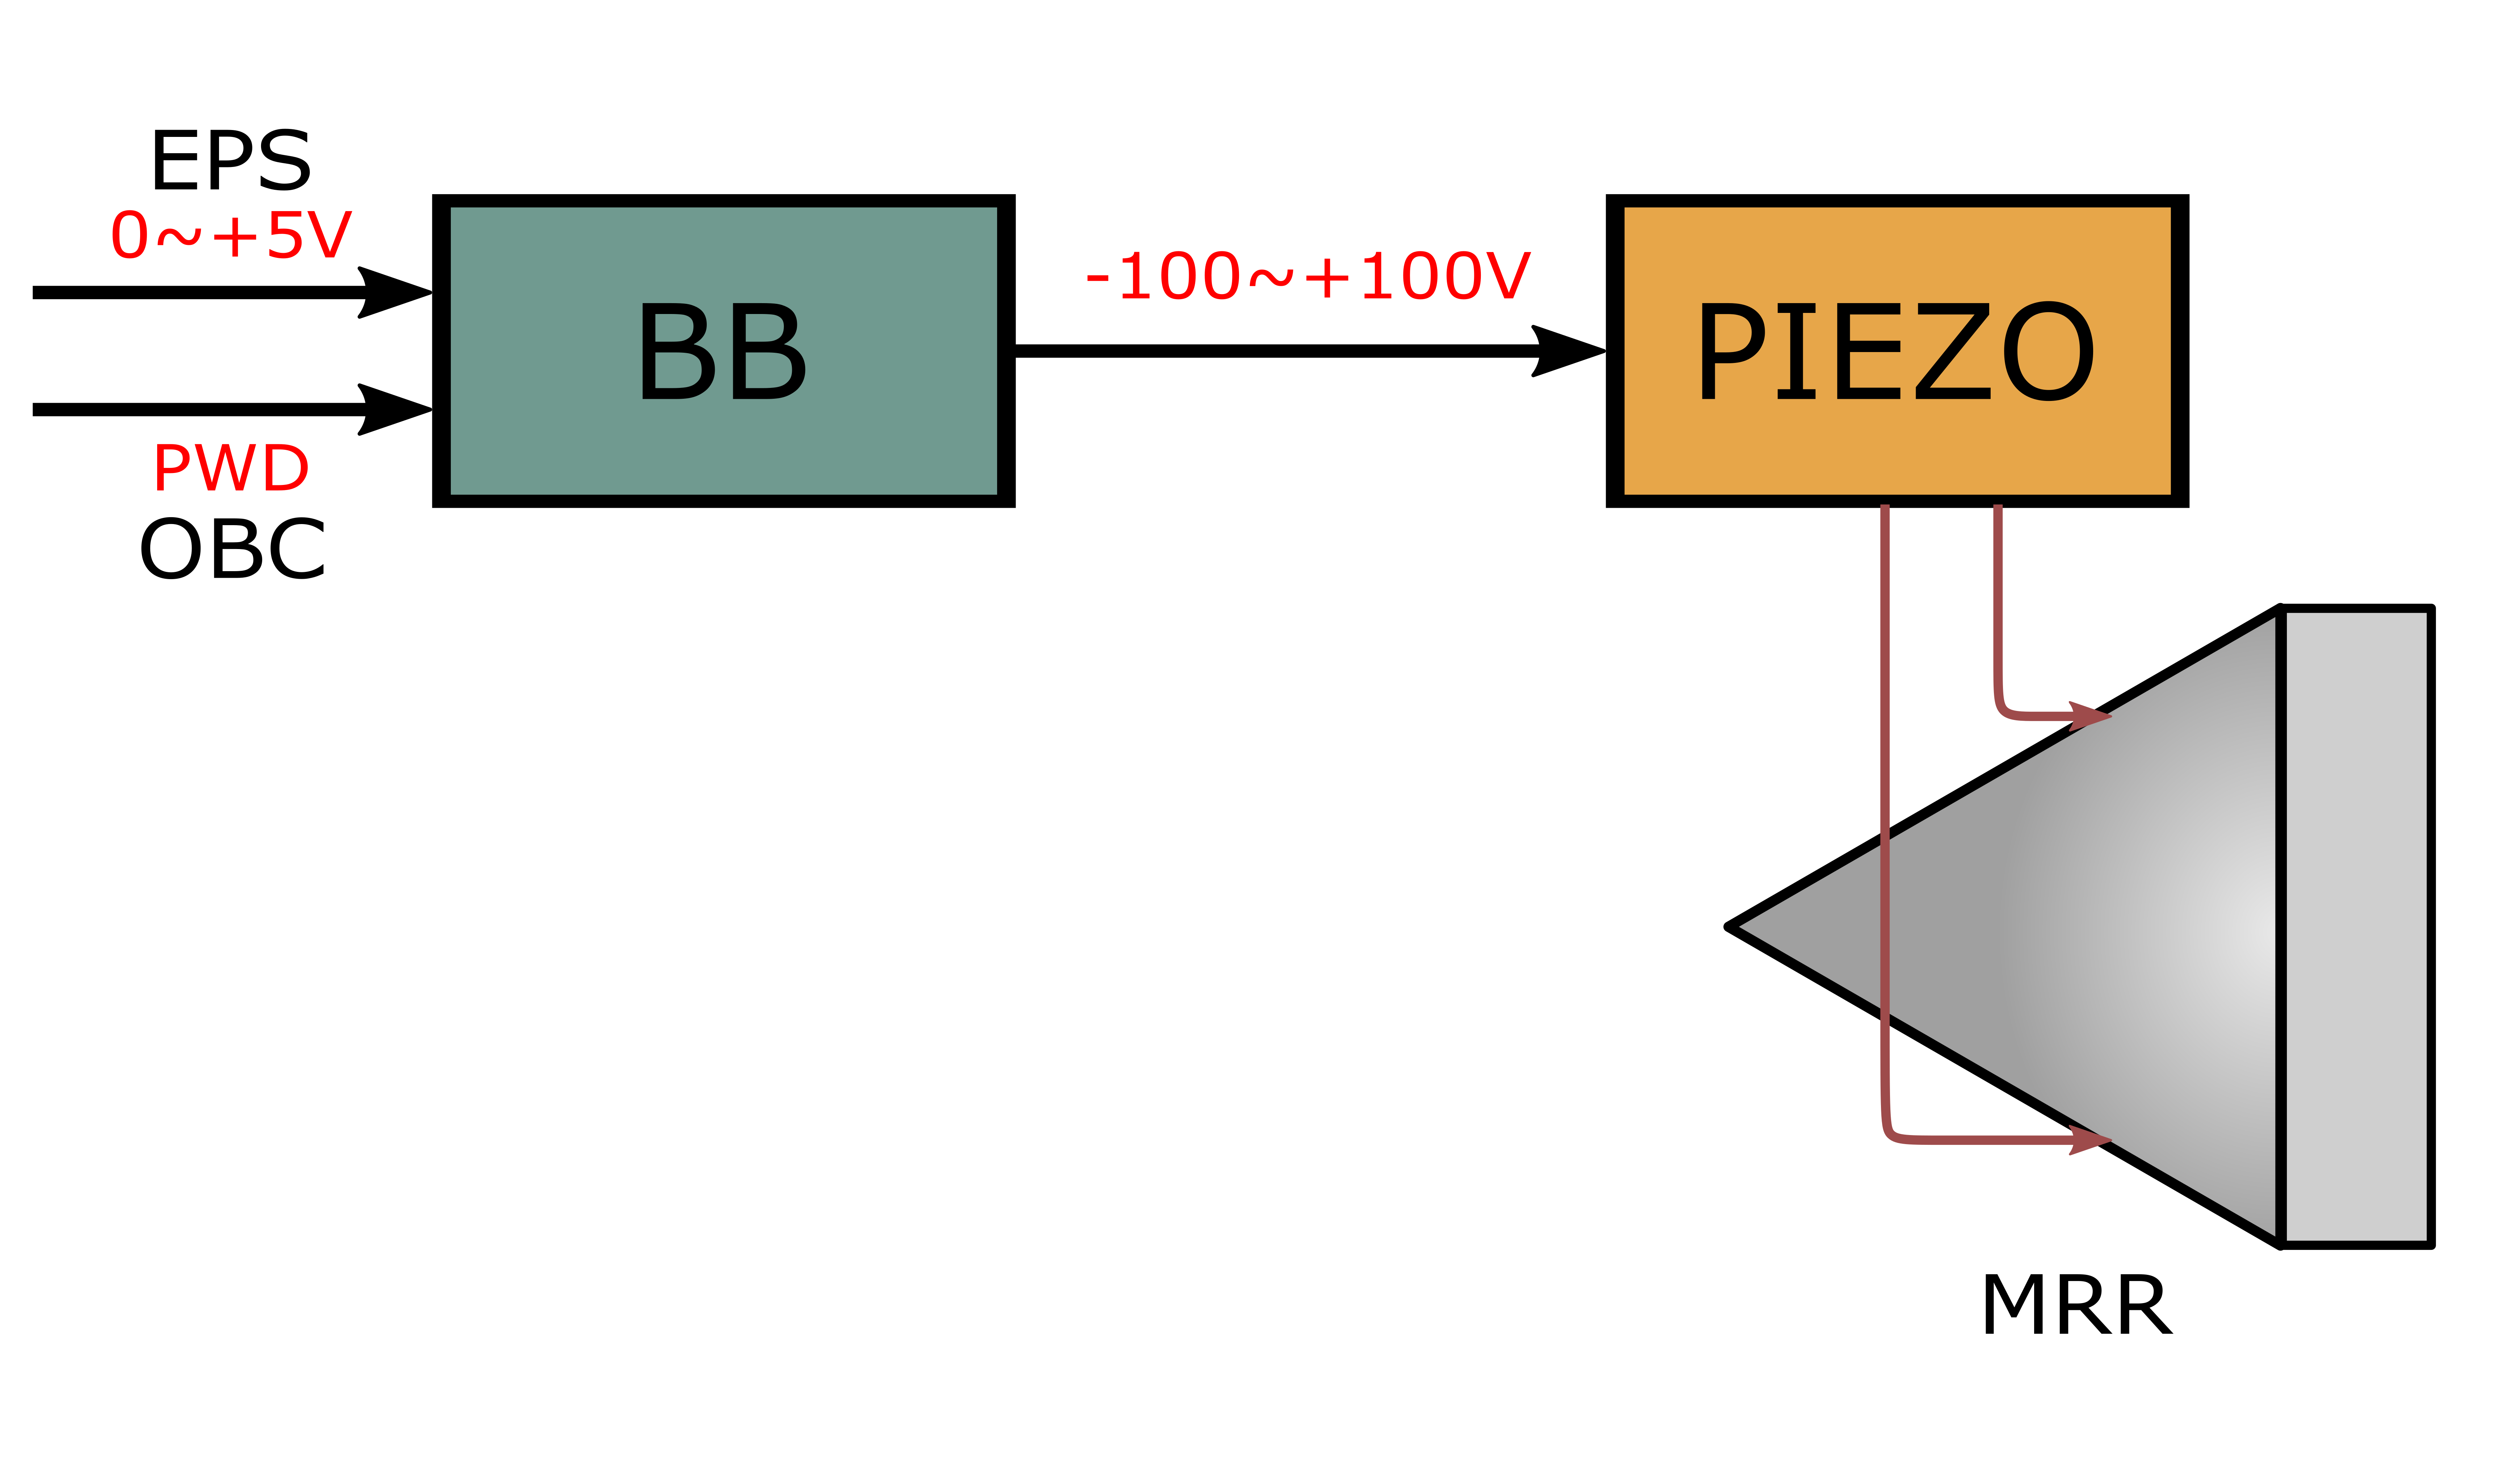 EPS
0~+5V
PWD
OBC
BB
-100~+100V
PIEZO
MRR